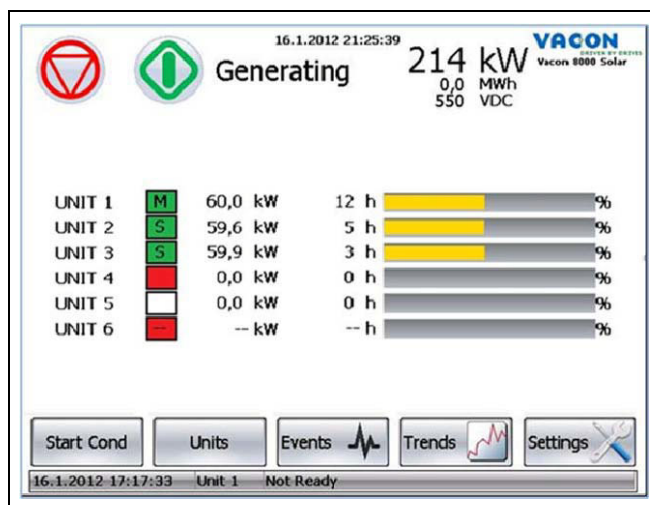 16.1.2012 21:25:39
VACON
DRIVEN BY DRIVES
Vacon 8000 Solar
Generating
214 kW
0,0 MWh
550 VDC
UNIT 1 M 60,0 kW 12 h %
UNIT 2 S 59,6 kW 5 h %
UNIT 3 S 59,9 kW 3 h %
UNIT 4 0,0 kW 0 h %
UNIT 5 0,0 kW 0 h %
UNIT 6 -- -- kW -- h %
Start Cond Units Events Trends Settings
16.1.2012 17:17:33 Unit 1 Not Ready